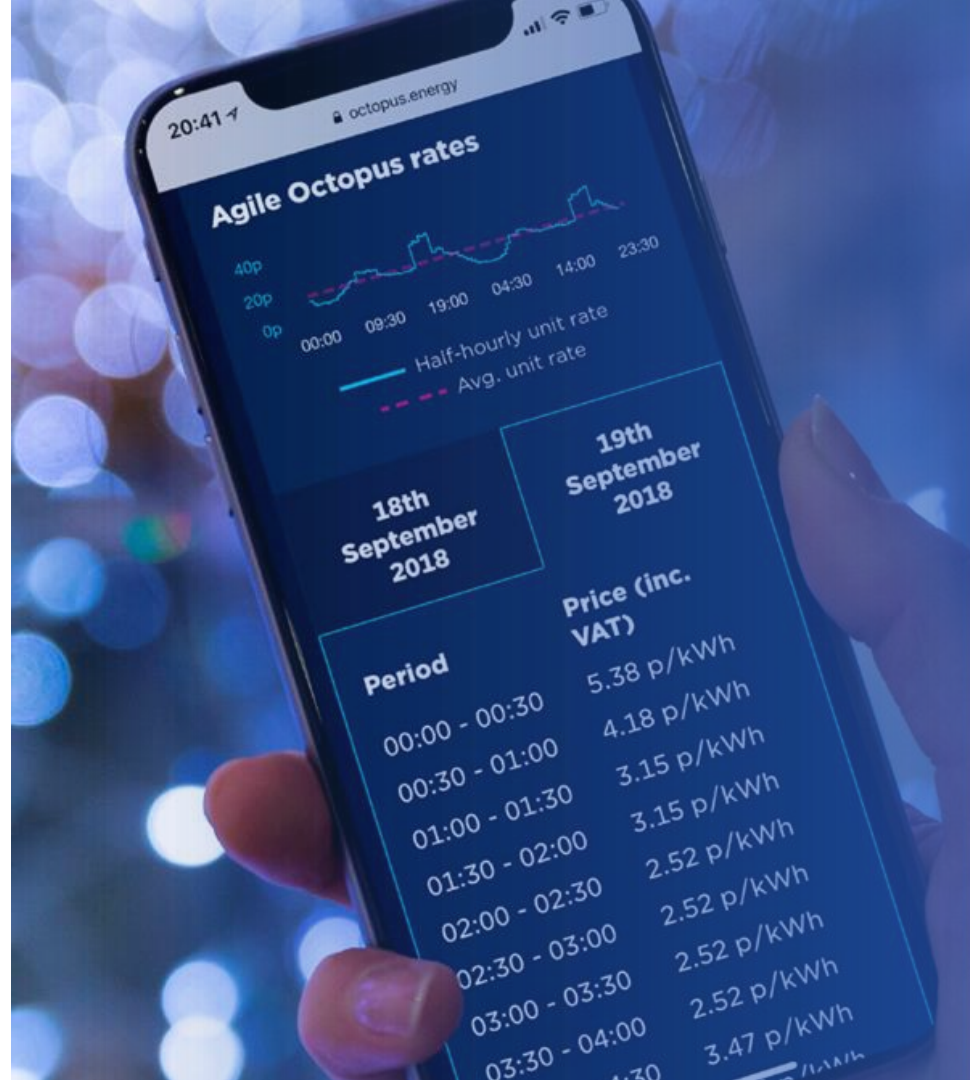 20:41
octopus.energy
Agile Octopus rates
40p
20p
0p
00:00 09:30 19:00 04:30 14:00 23:30
Half-hourly unit rate
Avg. unit rate
18th
September
2018
19th
September
2018
Period Price (inc.
VAT)
00:00 - 00:30 5.38 p/kWh
00:30 - 01:00 4.18 p/kWh
01:00 - 01:30 3.15 p/kWh
01:30 - 02:00 3.15 p/kWh
02:00 - 02:30 2.52 p/kWh
02:30 - 03:00 2.52 p/kWh
03:00 - 03:30 2.52 p/kWh
03:30 - 04:00 2.52 p/kWh
:30 3.47 p/kWh